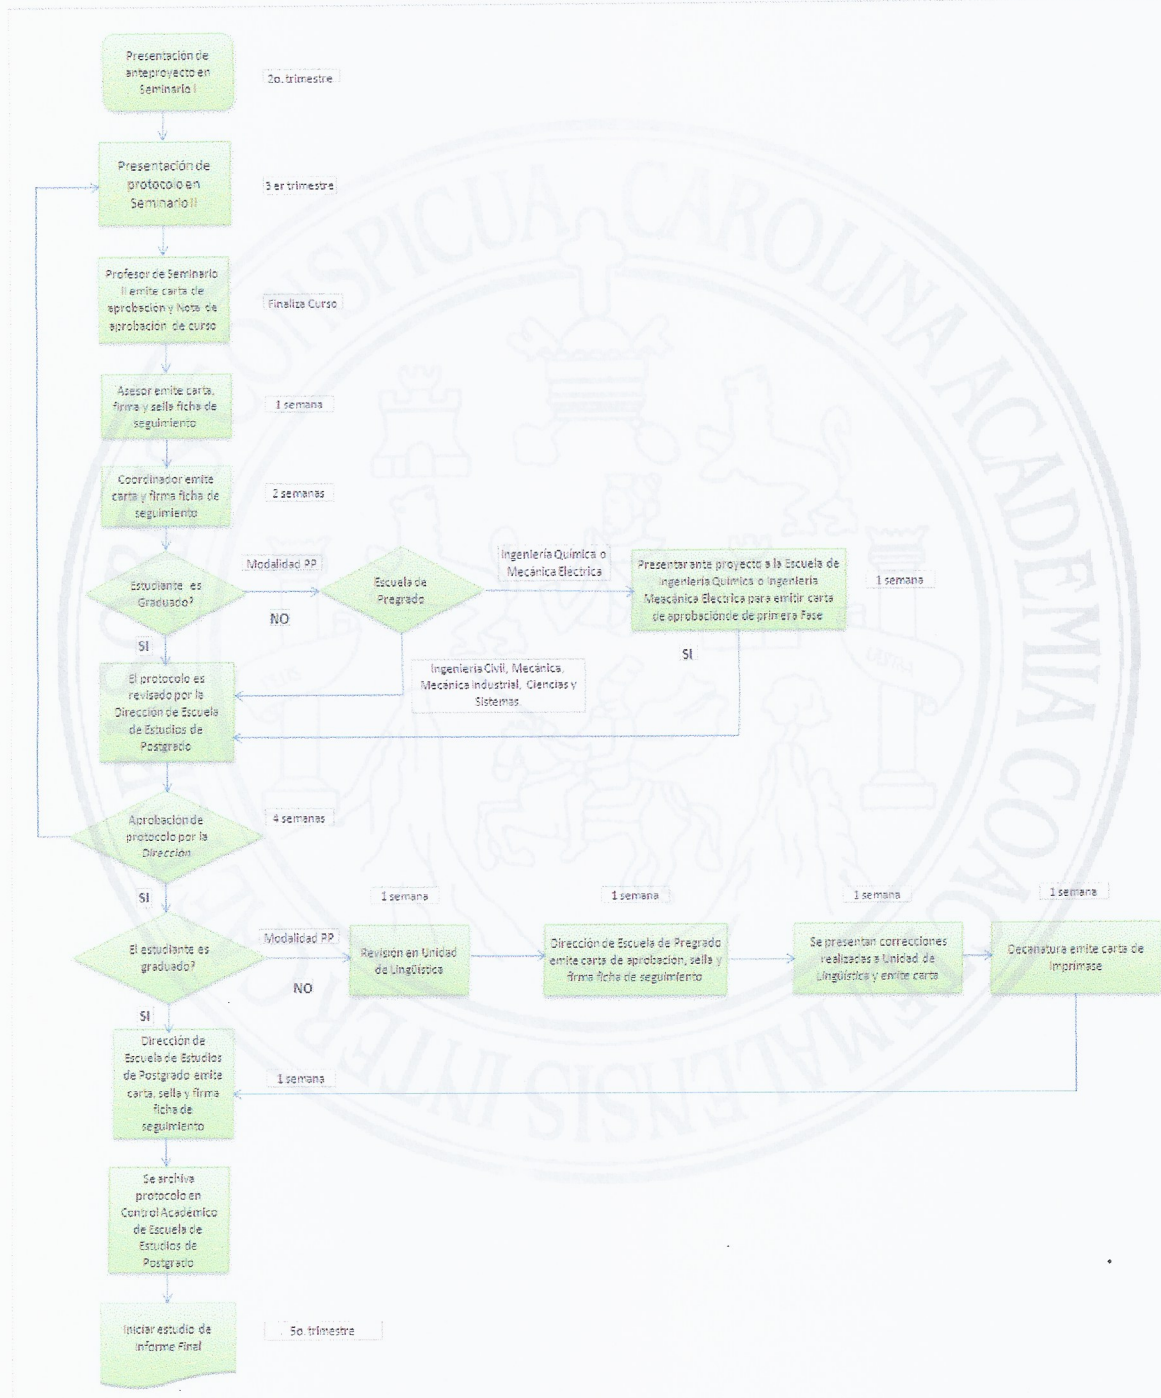 Presentación de
anteproyecto en
Seminario I
2o. trimestre
Presentación de
protocolo en
Seminario II
3 er trimestre
Profesor de Seminario
II emite carta de
aprobación y Nota de
aprobación de curso
Finaliza Curso
Asesor emite carta,
firma y sella ficha de
seguimiento
1 semana
Coordinador emite
carta y firma ficha de
seguimiento
2 semanas
Estudiante es
Graduado?
Modalidad PP
NO
SI
Escuela de
Pregrado
Ingeniería Química o
Mecánica Electrica
Presentar ante proyecto a la Escuela de
Ingeniería Química o Ingeniería
Meacánica Electrica para emitir carta
de aprobaciónde de primera Fase
1 semana
SI
Ingeniería Civil, Mecánica,
Mecánica Industrial, Ciencias y
Sistemas.
El protocolo es
revisado por la
Dirección de Escuela
de Estudios de
Postgrado
Aprobación de
protocolo por la
Dirección
4 semanas
SI
El estudiante es
graduado?
Modalidad PP
NO
SI
1 semana
Revisión en Unidad
de Lingüística
1 semana
Dirección de Escuela de Pregrado
emite carta de aprobación, sella y
firma ficha de seguimiento
1 semana
Se presentan correcciones
realizadas a Unidad de
Lingüística y emite carta
1 semana
Decanatura emite carta de
Imprimase
Dirección de
Escuela de Estudios
de Postgrado emite
carta, sella y firma
ficha de
seguimiento
1 semana
Se archiva
protocolo en
Control Académico
de Escuela de
Estudios de
Postgrado
Iniciar estudio de
Informe Final
5o. trimestre
CONSPICUA CAROLINA ACADEMIA COACTEMALENSIS INTER